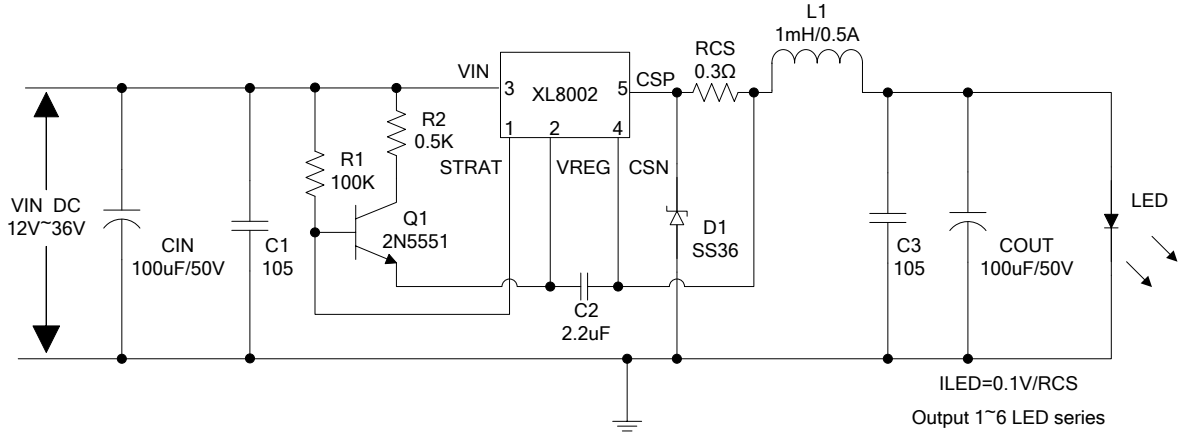 L1
1mH/0.5A
RCS
0.3Ω
VIN
3
XL8002
5
CSP
1
2
4
R2
0.5K
STRAT
VREG
CSN
R1
100K
VIN DC
12V~36V
Q1
2N5551
LED
CIN
100uF/50V
C1
105
D1
SS36
C3
105
COUT
100uF/50V
C2
2.2uF
ILED=0.1V/RCS
Output 1~6 LED series